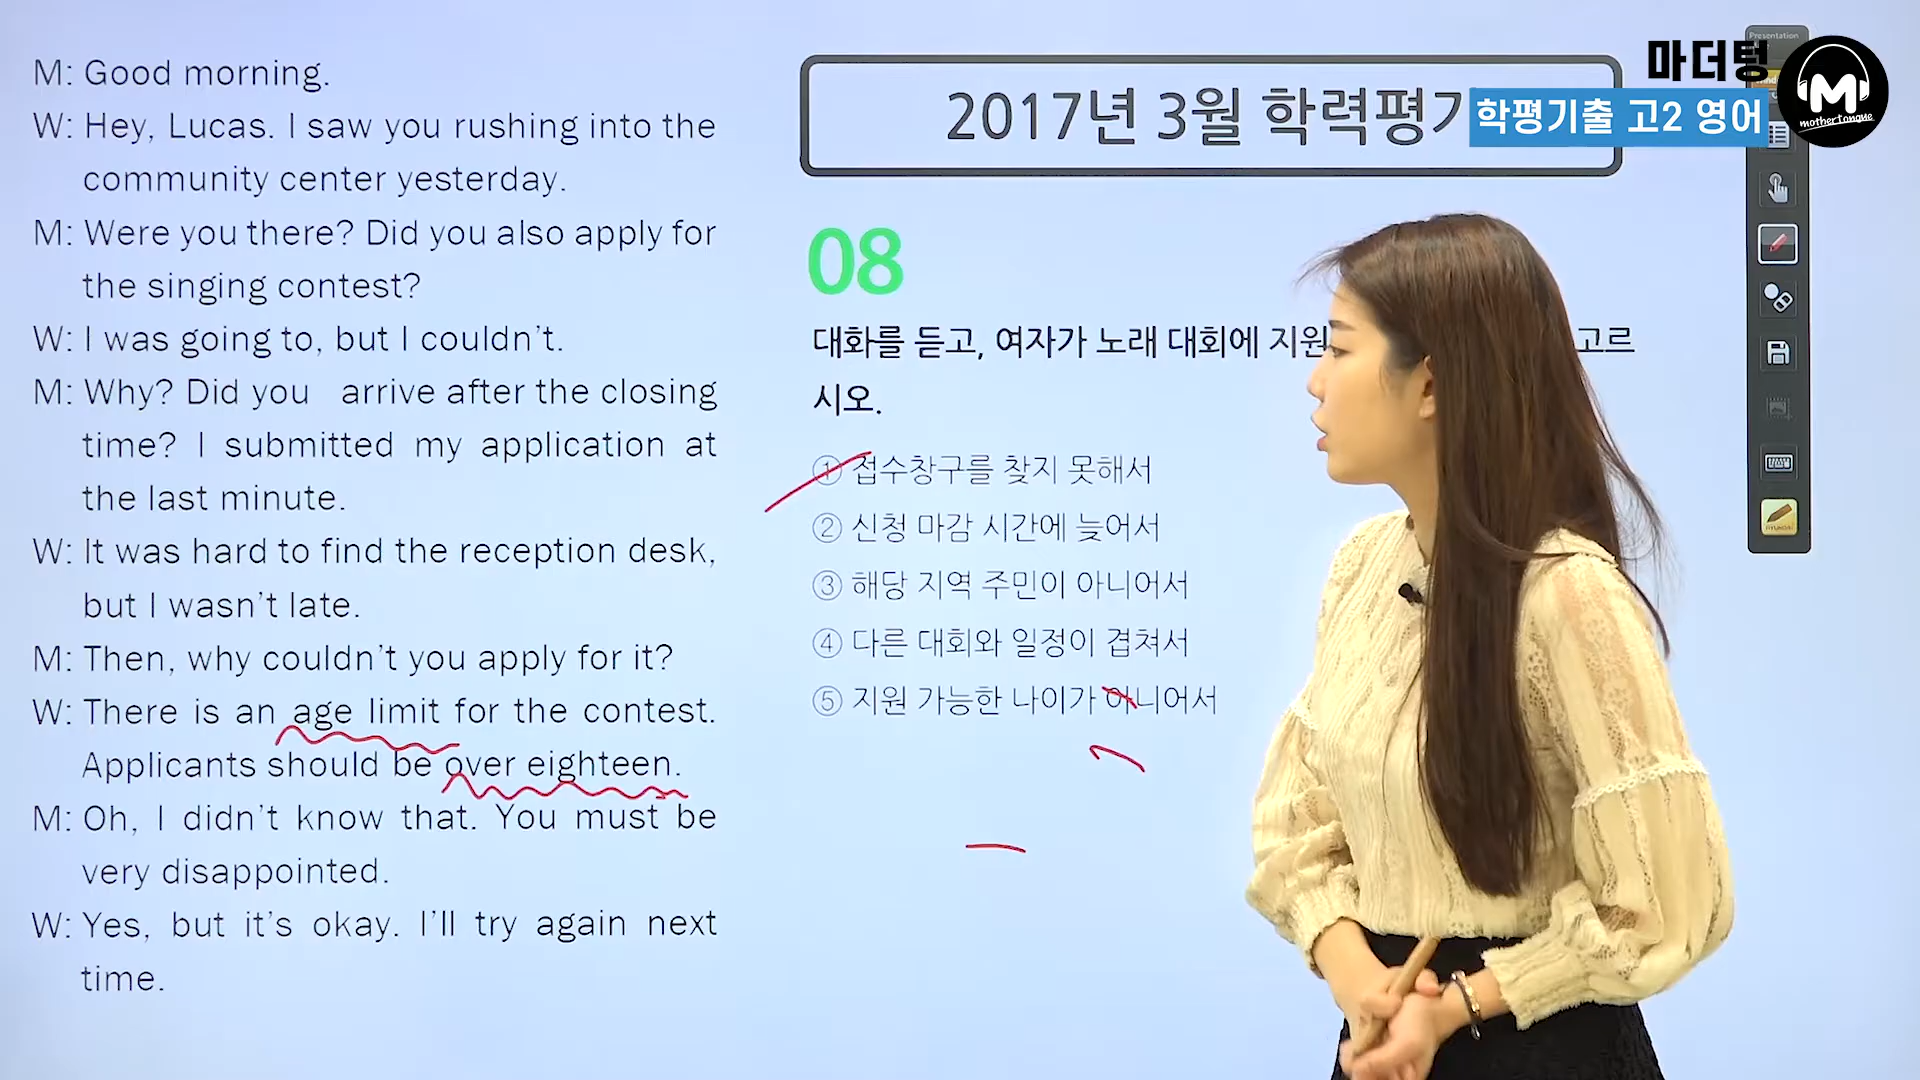 M: Good morning.
W: Hey, Lucas. I saw you rushing into the
community center yesterday.
M: Were you there? Did you also apply for
the singing contest?
W: I was going to, but I couldn't.
M: Why? Did you arrive after the closing
time? I submitted my application at
the last minute.
W: It was hard to find the reception desk,
but I wasn't late.
M: Then, why couldn't you apply for it?
W: There is an age limit for the contest.
Applicants should be over eighteen.
M: Oh, I didn't know that. You must be
very disappointed.
W: Yes, but it's okay. I'll try again next
time.
2017년 3월 학력평가
08
대화를 듣고, 여자가 노래 대회에 지원 고르
시오.
① 접수창구를 찾지 못해서
② 신청 마감 시간에 늦어서
③ 해당 지역 주민이 아니어서
④ 다른 대회와 일정이 겹쳐서
⑤ 지원 가능한 나이가 아니어서
Presentation
마더텅
학평기출 고2 영어
M
mothertongue